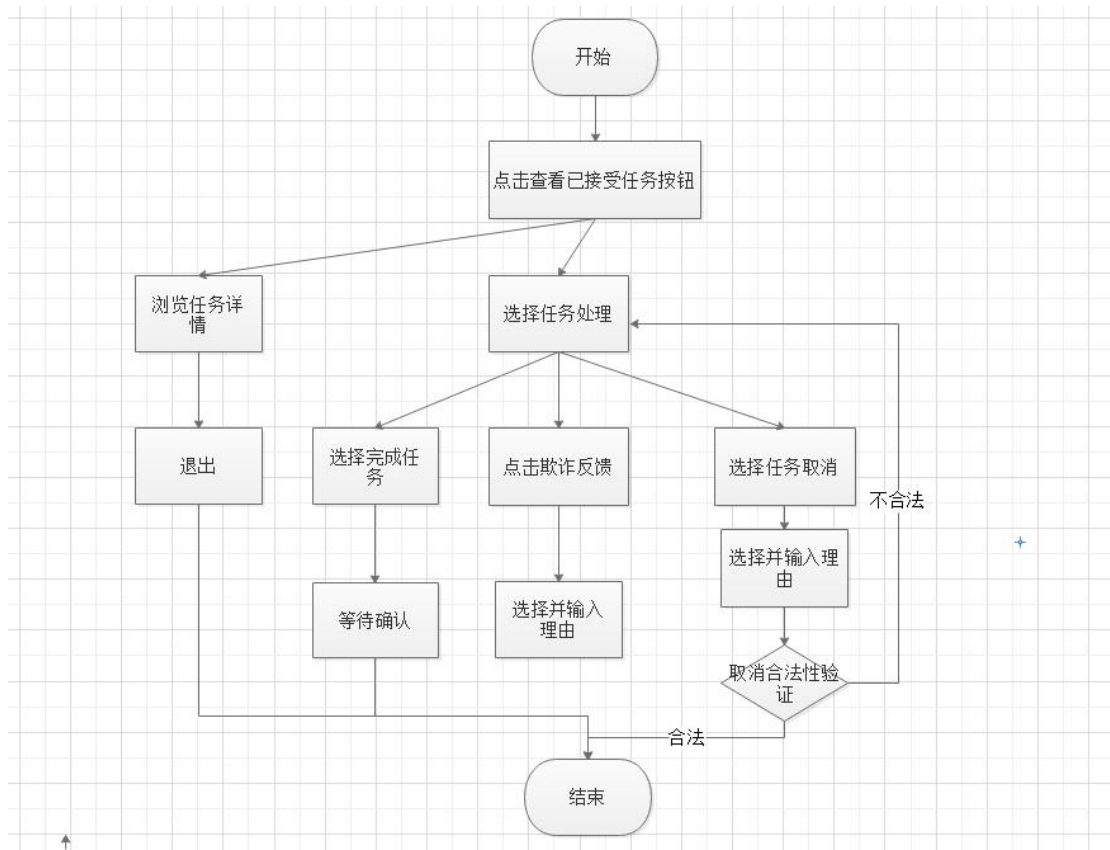 开始
点击查看已接受任务按钮
浏览任务详
情
选择任务处理
退出
选择完成任
务
点击欺诈反馈
选择任务取消
不合法
选择并输入理
由
等待确认
选择并输入
理由
取消合法性验
证
合法
结束